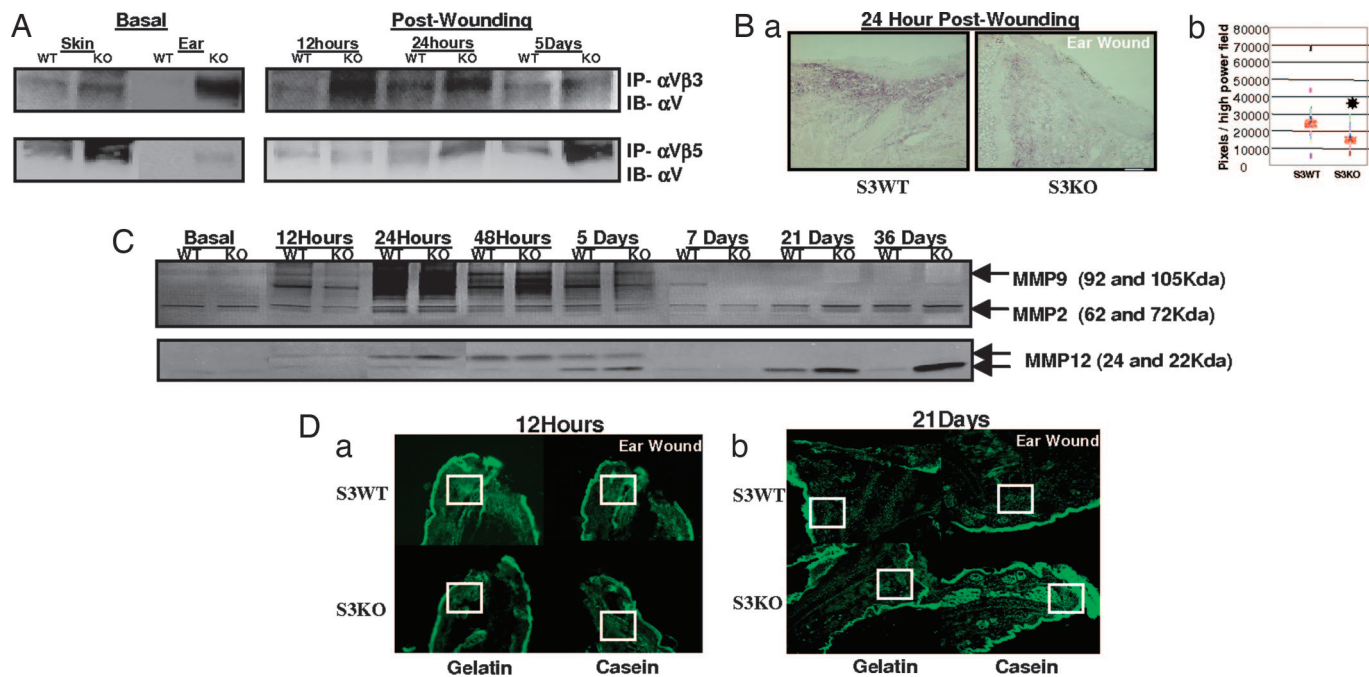 A
Basal
Post-Wounding
Skin
Ear
12hours
24hours
5Days
WT KO WT KO WT KO WT KO WT KO
IP- αVβ3
IB- αV
IP- αVβ5
IB- αV
B a
24 Hour Post-Wounding
Ear Wound
S3WT
S3KO
b
Pixels / high power field
80000
70000
60000
50000
40000
30000
20000
10000
0
S3WT
S3KO
C
Basal 12Hours 24Hours 48Hours 5 Days 7 Days 21 Days 36 Days
WT KO WT KO WT KO WT KO WT KO WT KO WT KO WT KO
MMP9 (92 and 105Kda)
MMP2 (62 and 72Kda)
MMP12 (24 and 22Kda)
D
a
12Hours
Ear Wound
S3WT
S3KO
Gelatin
Casein
b
21Days
Ear Wound
S3WT
S3KO
Gelatin
Casein